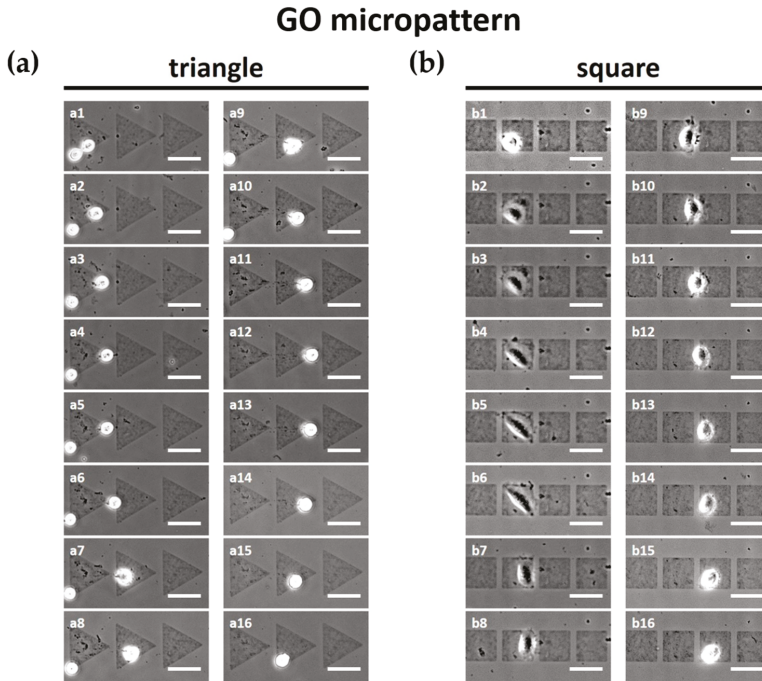 GO micropattern
(a)
triangle
(b)
square
a1
a9
b1
b9
a2
a10
b2
b10
a3
a11
b3
b11
a4
a12
b4
b12
a5
a13
b5
b13
a6
a14
b6
b14
a7
a15
b7
b15
a8
a16
b8
b16